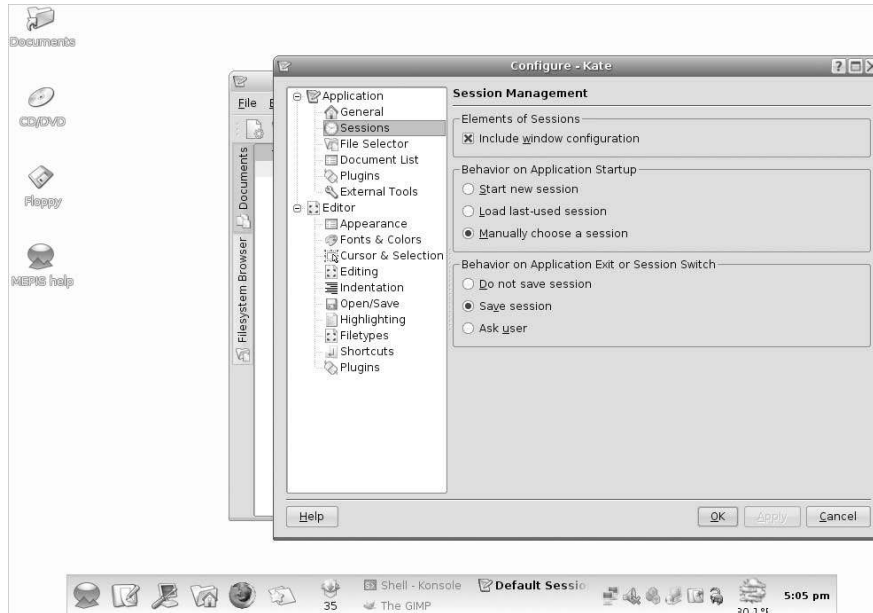 Documents
CD/DVD
Floppy
MEPIS help
File
Documents
Filesystem Browser
Configure - Kate
Application
General
Sessions
File Selector
Document List
Plugins
External Tools
Editor
Appearance
Fonts & Colors
Cursor & Selection
Editing
Indentation
Open/Save
Highlighting
Filetypes
Shortcuts
Plugins
Session Management
Elements of Sessions
Include window configuration
Behavior on Application Startup
Start new session
Load last-used session
Manually choose a session
Behavior on Application Exit or Session Switch
Do not save session
Save session
Ask user
Help
OK
Apply
Cancel
35
Shell - Konsole
The GIMP
Default Sessio
30.1°F
5:05 pm